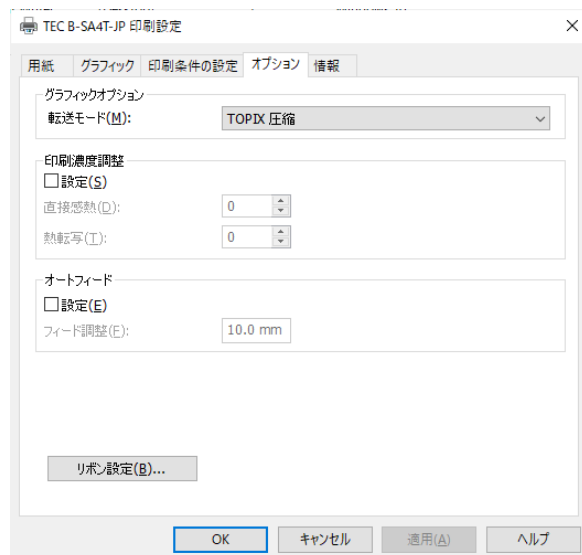 TEC B-SA4T-JP 印刷設定
用紙 グラフィック 印刷条件の設定 オプション 情報
グラフィックオプション
転送モード(M): TOPIX 圧縮
印刷濃度調整
設定(S)
直接感熱(D): 0
熱転写(T): 0
オートフィード
設定(E)
フィード調整(F): 10.0 mm
リボン設定(B)...
OK キャンセル 適用(A) ヘルプ